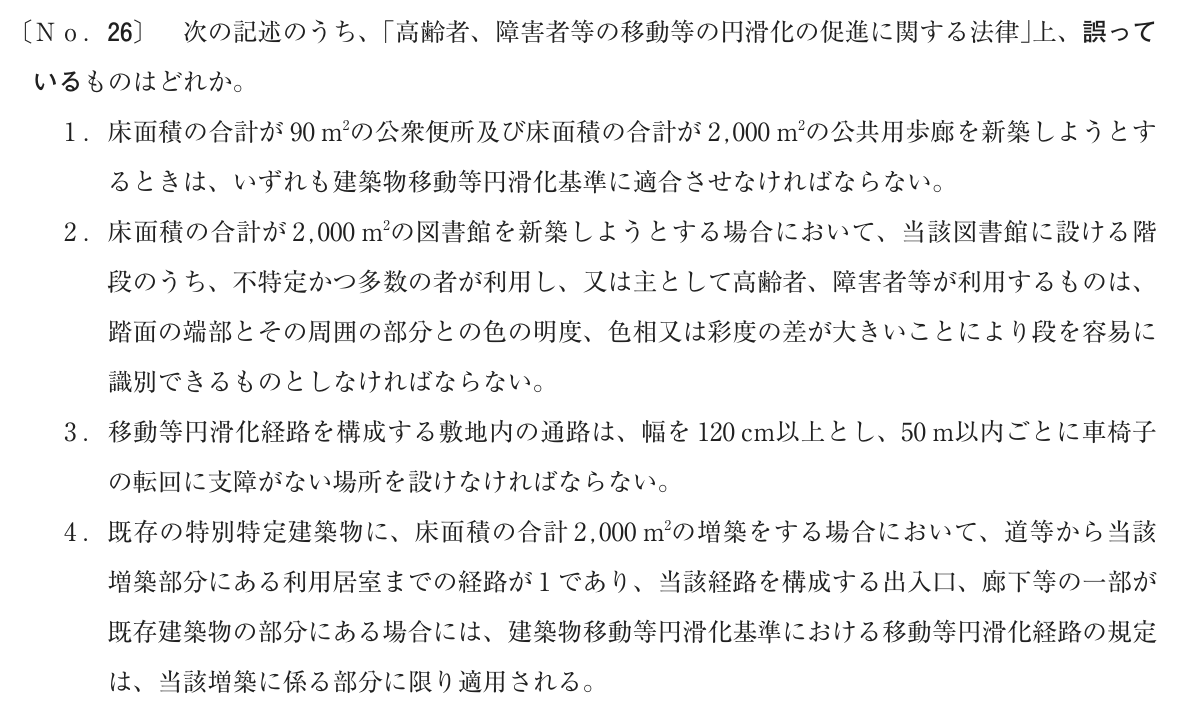 〔No. 26〕 次の記述のうち、「高齢者、障害者等の移動等の円滑化の促進に関する法律」上、誤って
いるものはどれか。
1. 床面積の合計が 90 m²の公衆便所及び床面積の合計が 2,000 m²の公共用歩廊を新築しようとす
るときは、いずれも建築物移動等円滑化基準に適合させなければならない。
2. 床面積の合計が 2,000 m²の図書館を新築しようとする場合において、当該図書館に設ける階
段のうち、不特定かつ多数の者が利用し、又は主として高齢者、障害者等が利用するものは、
踏面の端部とその周囲の部分との色の明度、色相又は彩度の差が大きいことにより段を容易に
識別できるものとしなければならない。
3. 移動等円滑化経路を構成する敷地内の通路は、幅を 120 cm以上とし、50 m以内ごとに車椅子
の転回に支障がない場所を設けなければならない。
4. 既存の特別特定建築物に、床面積の合計 2,000 m²の増築をする場合において、道等から当該
増築部分にある利用居室までの経路が 1 であり、当該経路を構成する出入口、廊下等の一部が
既存建築物の部分にある場合には、建築物移動等円滑化基準における移動等円滑化経路の規定
は、当該増築に係る部分に限り適用される。